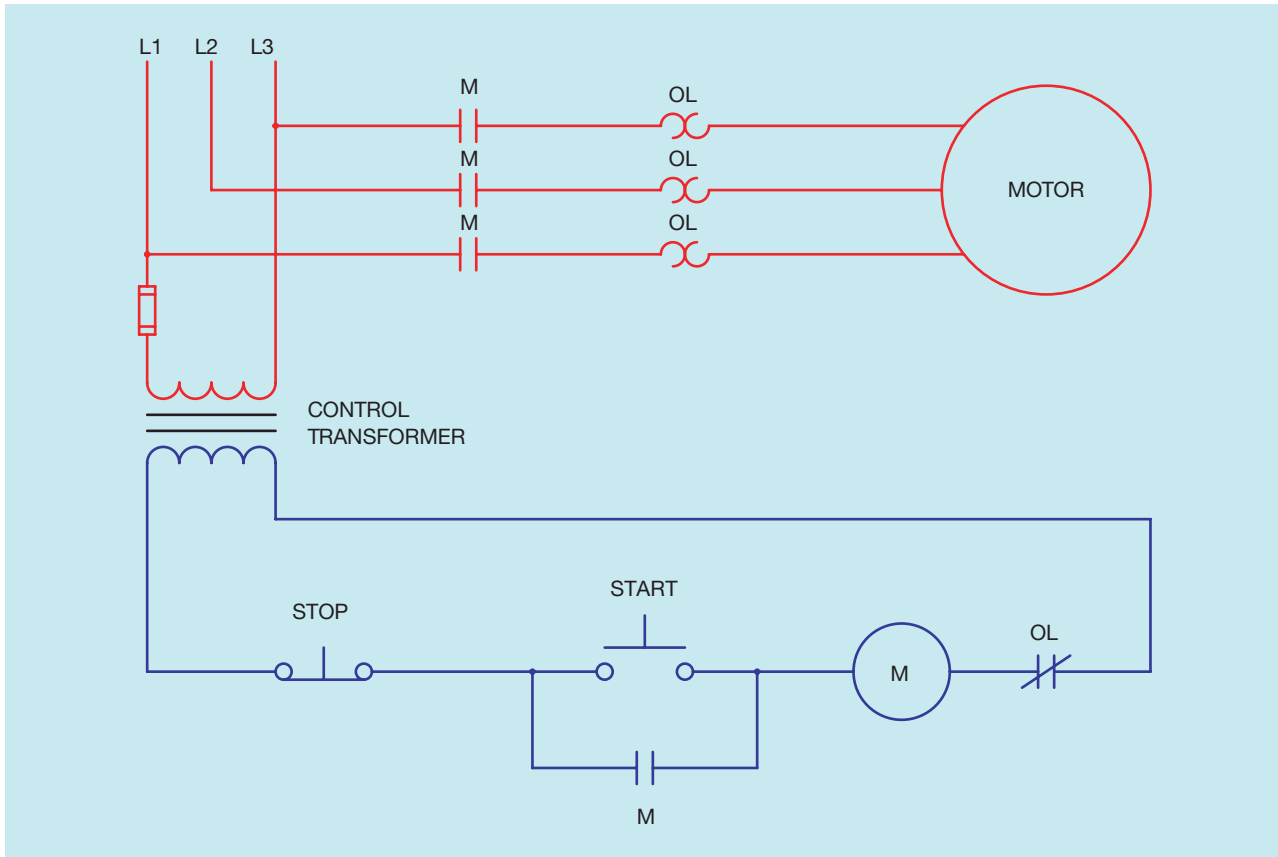 L1 L2 L3
M OL
M OL
MOTOR
M OL
CONTROL
TRANSFORMER
START
STOP
OL
M
M